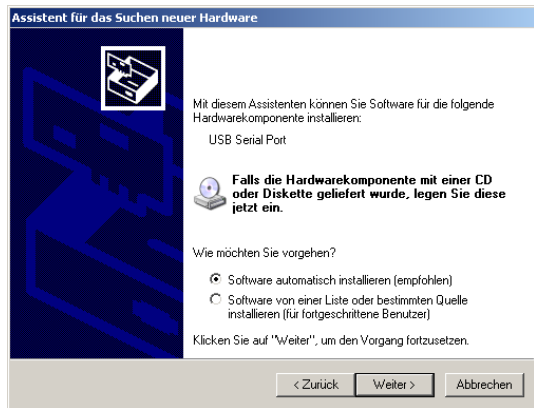 Assistent für das Suchen neuer Hardware
Mit diesem Assistenten können Sie Software für die folgende
Hardwarekomponente installieren:
USB Serial Port
Falls die Hardwarekomponente mit einer CD
oder Diskette geliefert wurde, legen Sie diese
jetzt ein.
Wie möchten Sie vorgehen?
Software automatisch installieren (empfohlen)
Software von einer Liste oder bestimmten Quelle
installieren (für fortgeschrittene Benutzer)
Klicken Sie auf "Weiter", um den Vorgang fortzusetzen.
< Zurück Weiter > Abbrechen